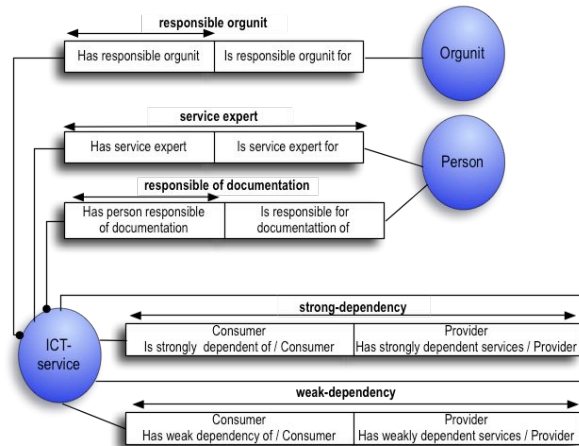 responsible orgunit
Has responsible orgunit
Is responsible orgunit for
Orgunit
service expert
Has service expert
Is service expert for
Person
responsible of documentation
Has person responsible
of documentation
Is responsible for
documentattion of
strong-dependency
ICT-
service
Consumer
Is strongly dependent of / Consumer
Provider
Has strongly dependent services / Provider
weak-dependency
Consumer
Has weak dependency of / Consumer
Provider
Has weakly dependent services / Provider